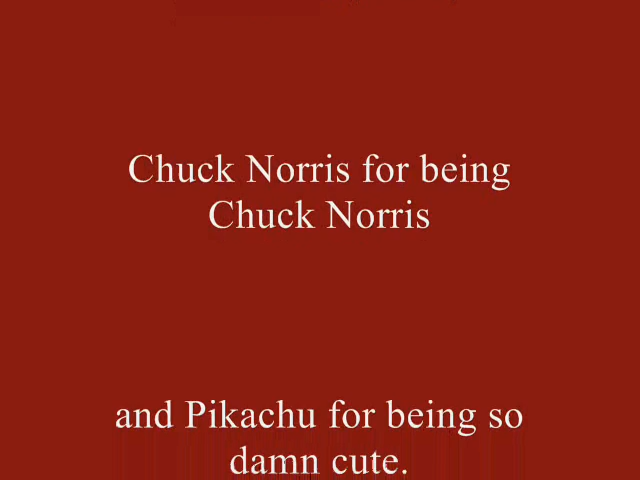 Chuck Norris for being
Chuck Norris
and Pikachu for being so
damn cute.